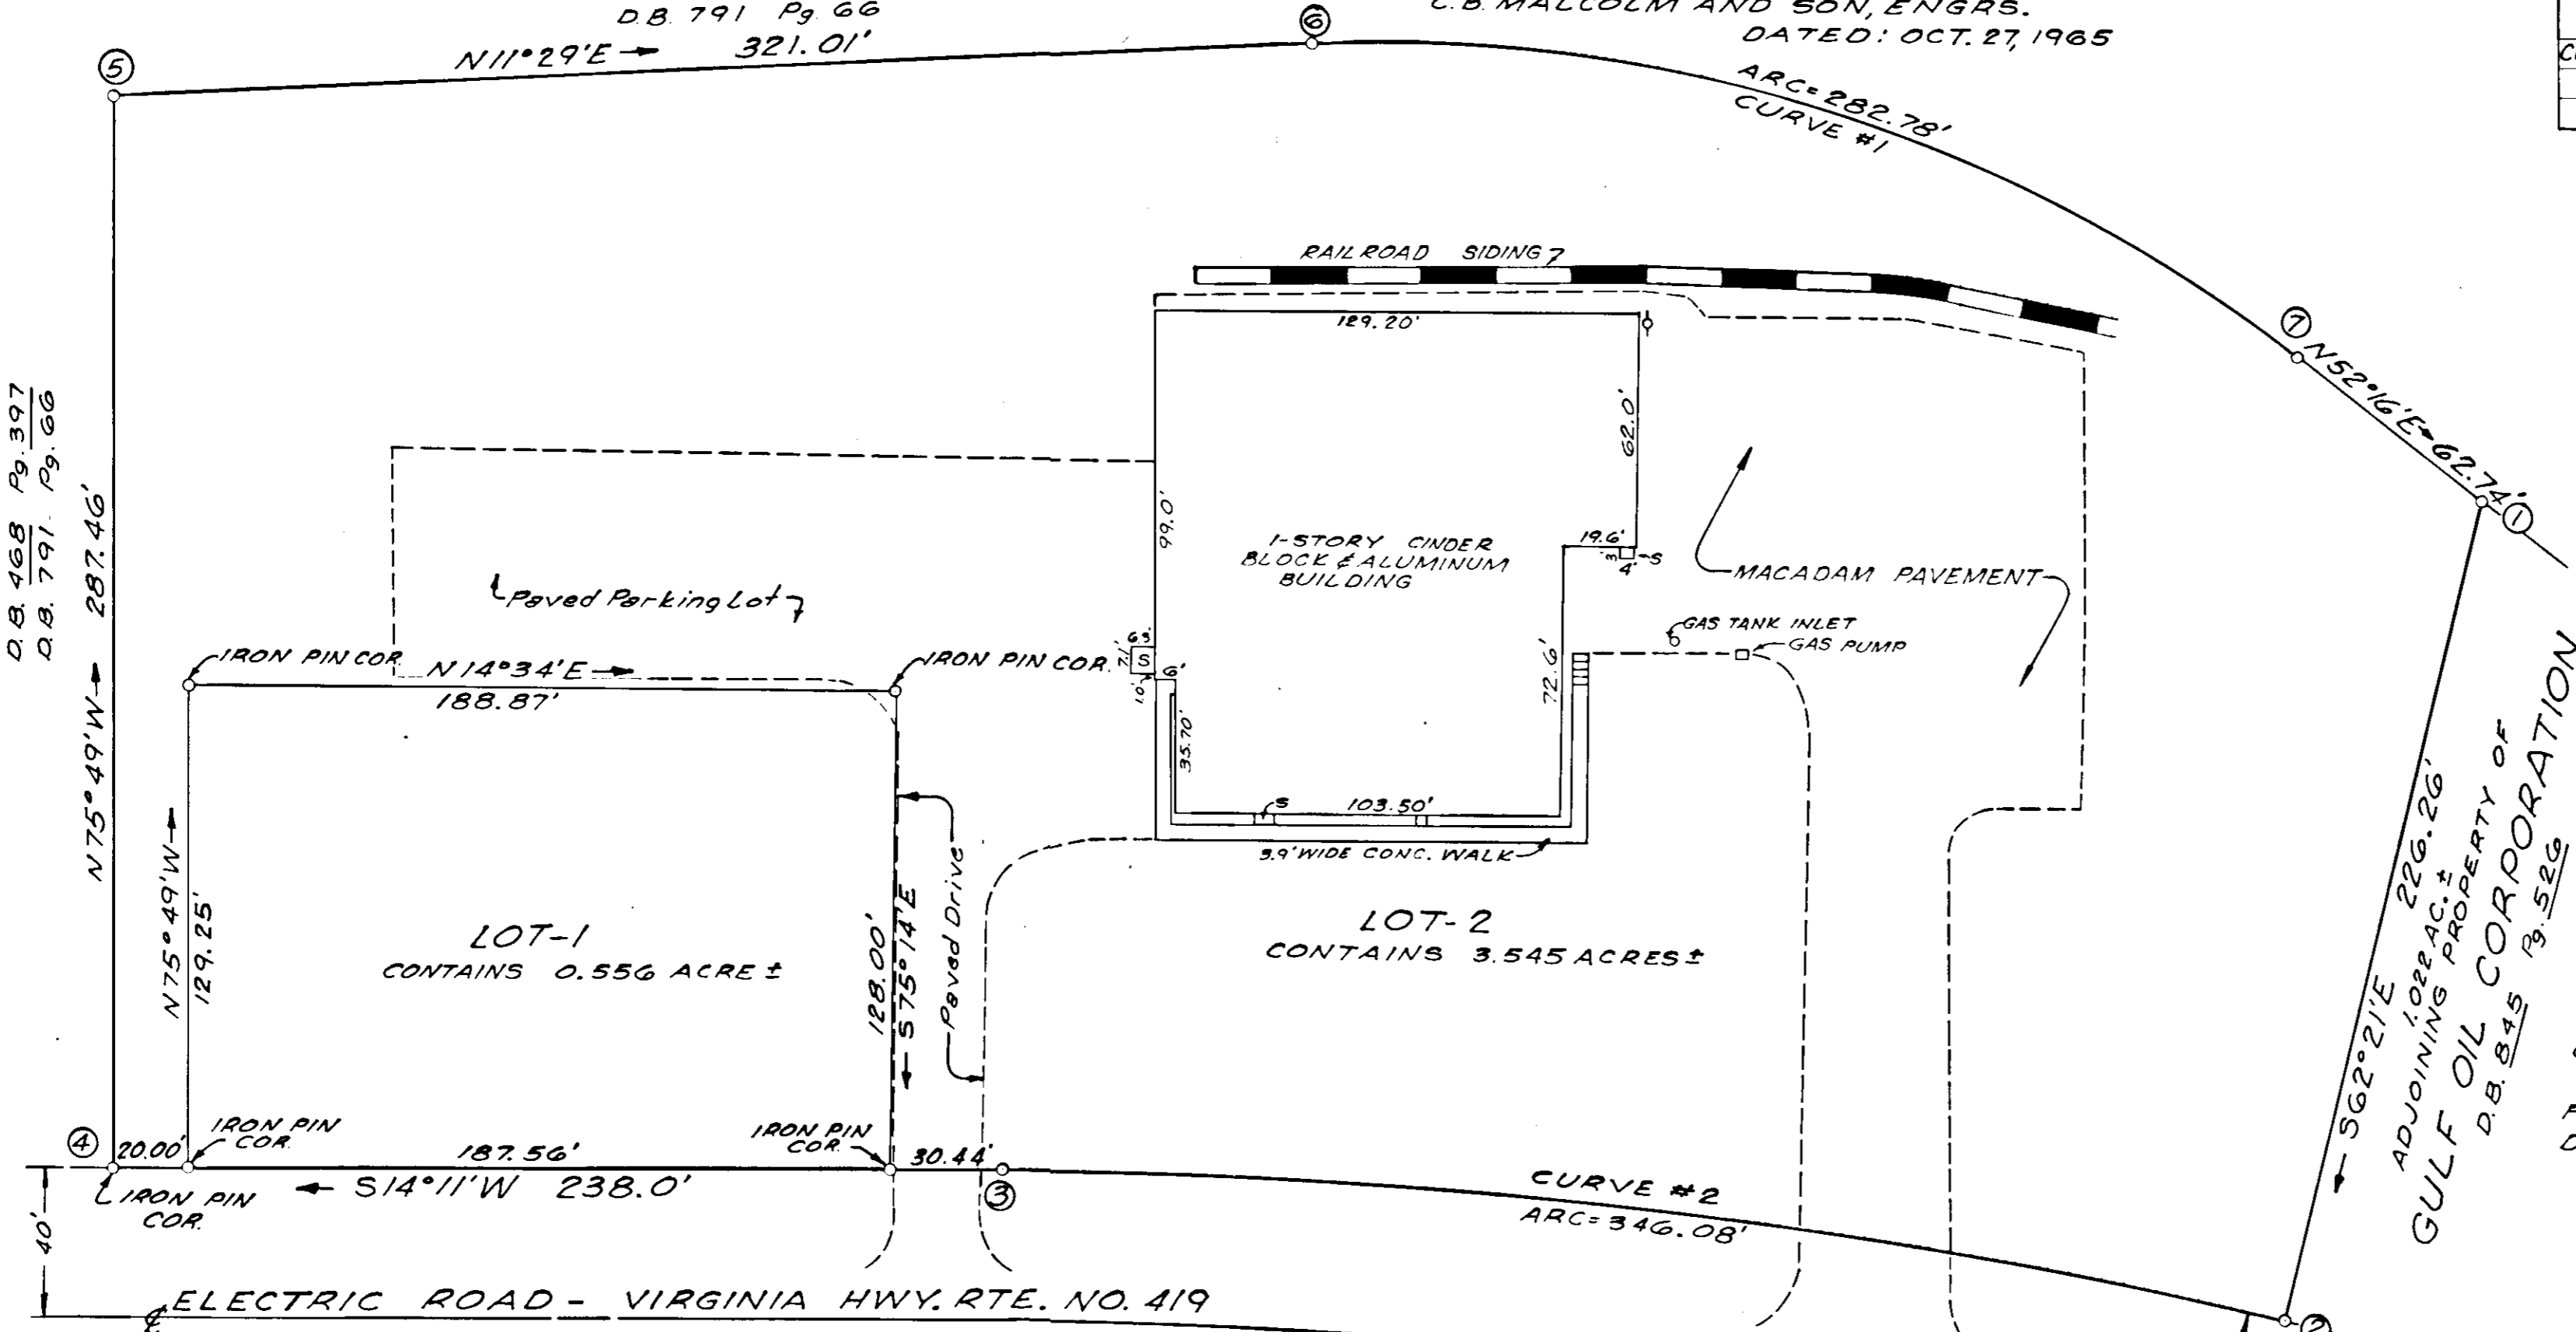 D.B. 791 Pg. 66
N11°29'E → 321.01'
C.B. MALCOLM AND SON, ENGRS.
DATED: OCT. 27, 1965
5
6
ARC=282.78'
CURVE #1
RAILROAD SIDING
129.20'
7
N52°16'E → 62.74'
1
D.B. 468 Pg. 397
D.B. 791 Pg. 66
N75°49'W → 287.46'
62.0'
99.0'
1-STORY CINDER
BLOCK & ALUMINUM
BUILDING
19.6'
3'
4'
S
MACADAM PAVEMENT
Paved Parking Lot
GAS TANK INLET
GAS PUMP
IRON PIN COR.
N14°34'E →
188.87'
IRON PIN COR.
7.1'
S
6'
10'
35.70'
72.6'
S
103.50'
3.9' WIDE CONC. WALK
N75°49'W →
129.25'
LOT-1
CONTAINS 0.556 ACRE ±
128.00'
← S75°14'E
Paved Drive
LOT-2
CONTAINS 3.545 ACRES ±
← S62°21'E 226.26'
1.022 AC. ±
ADJOINING PROPERTY OF
GULF OIL CORPORATION
D.B. 845 Pg. 526
4
20.00'
IRON PIN
COR.
187.56'
IRON PIN
COR.
30.44'
3
IRON PIN
COR.
← S14°11'W 238.0'
CURVE #2
ARC=346.08'
40'
℄ ELECTRIC ROAD - VIRGINIA HWY. RTE. NO. 419
2